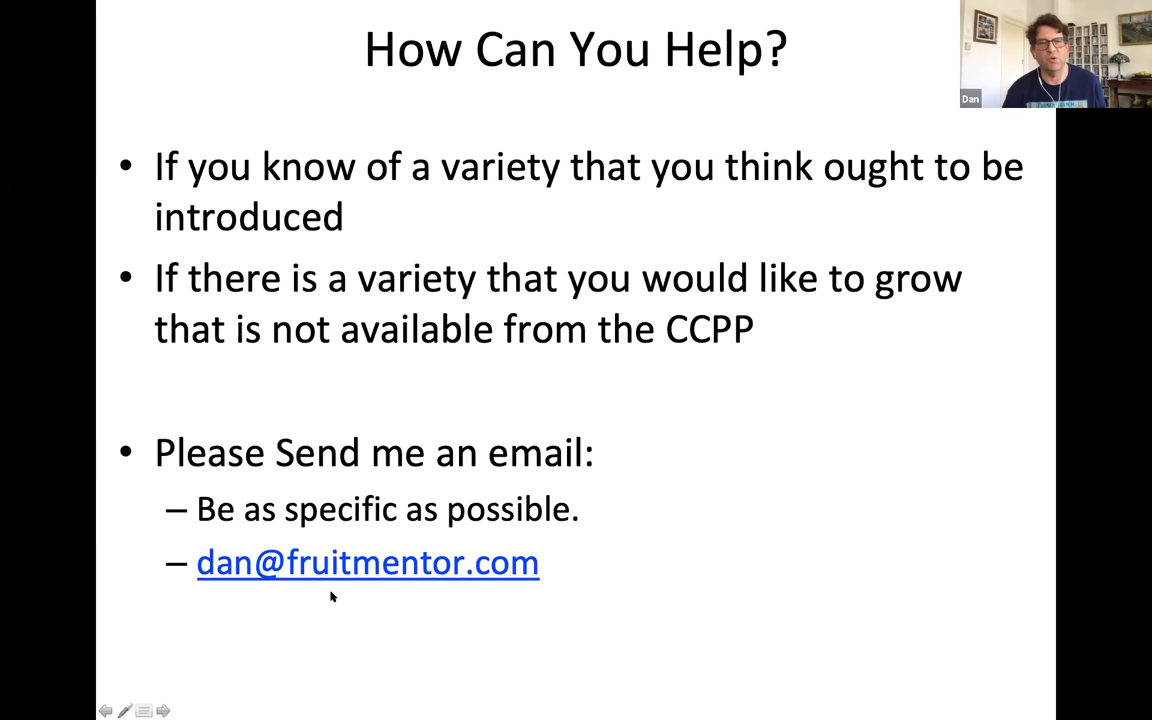 How Can You Help?
Dan
• If you know of a variety that you think ought to be
introduced
• If there is a variety that you would like to grow
that is not available from the CCPP
• Please Send me an email:
– Be as specific as possible.
– dan@fruitmentor.com